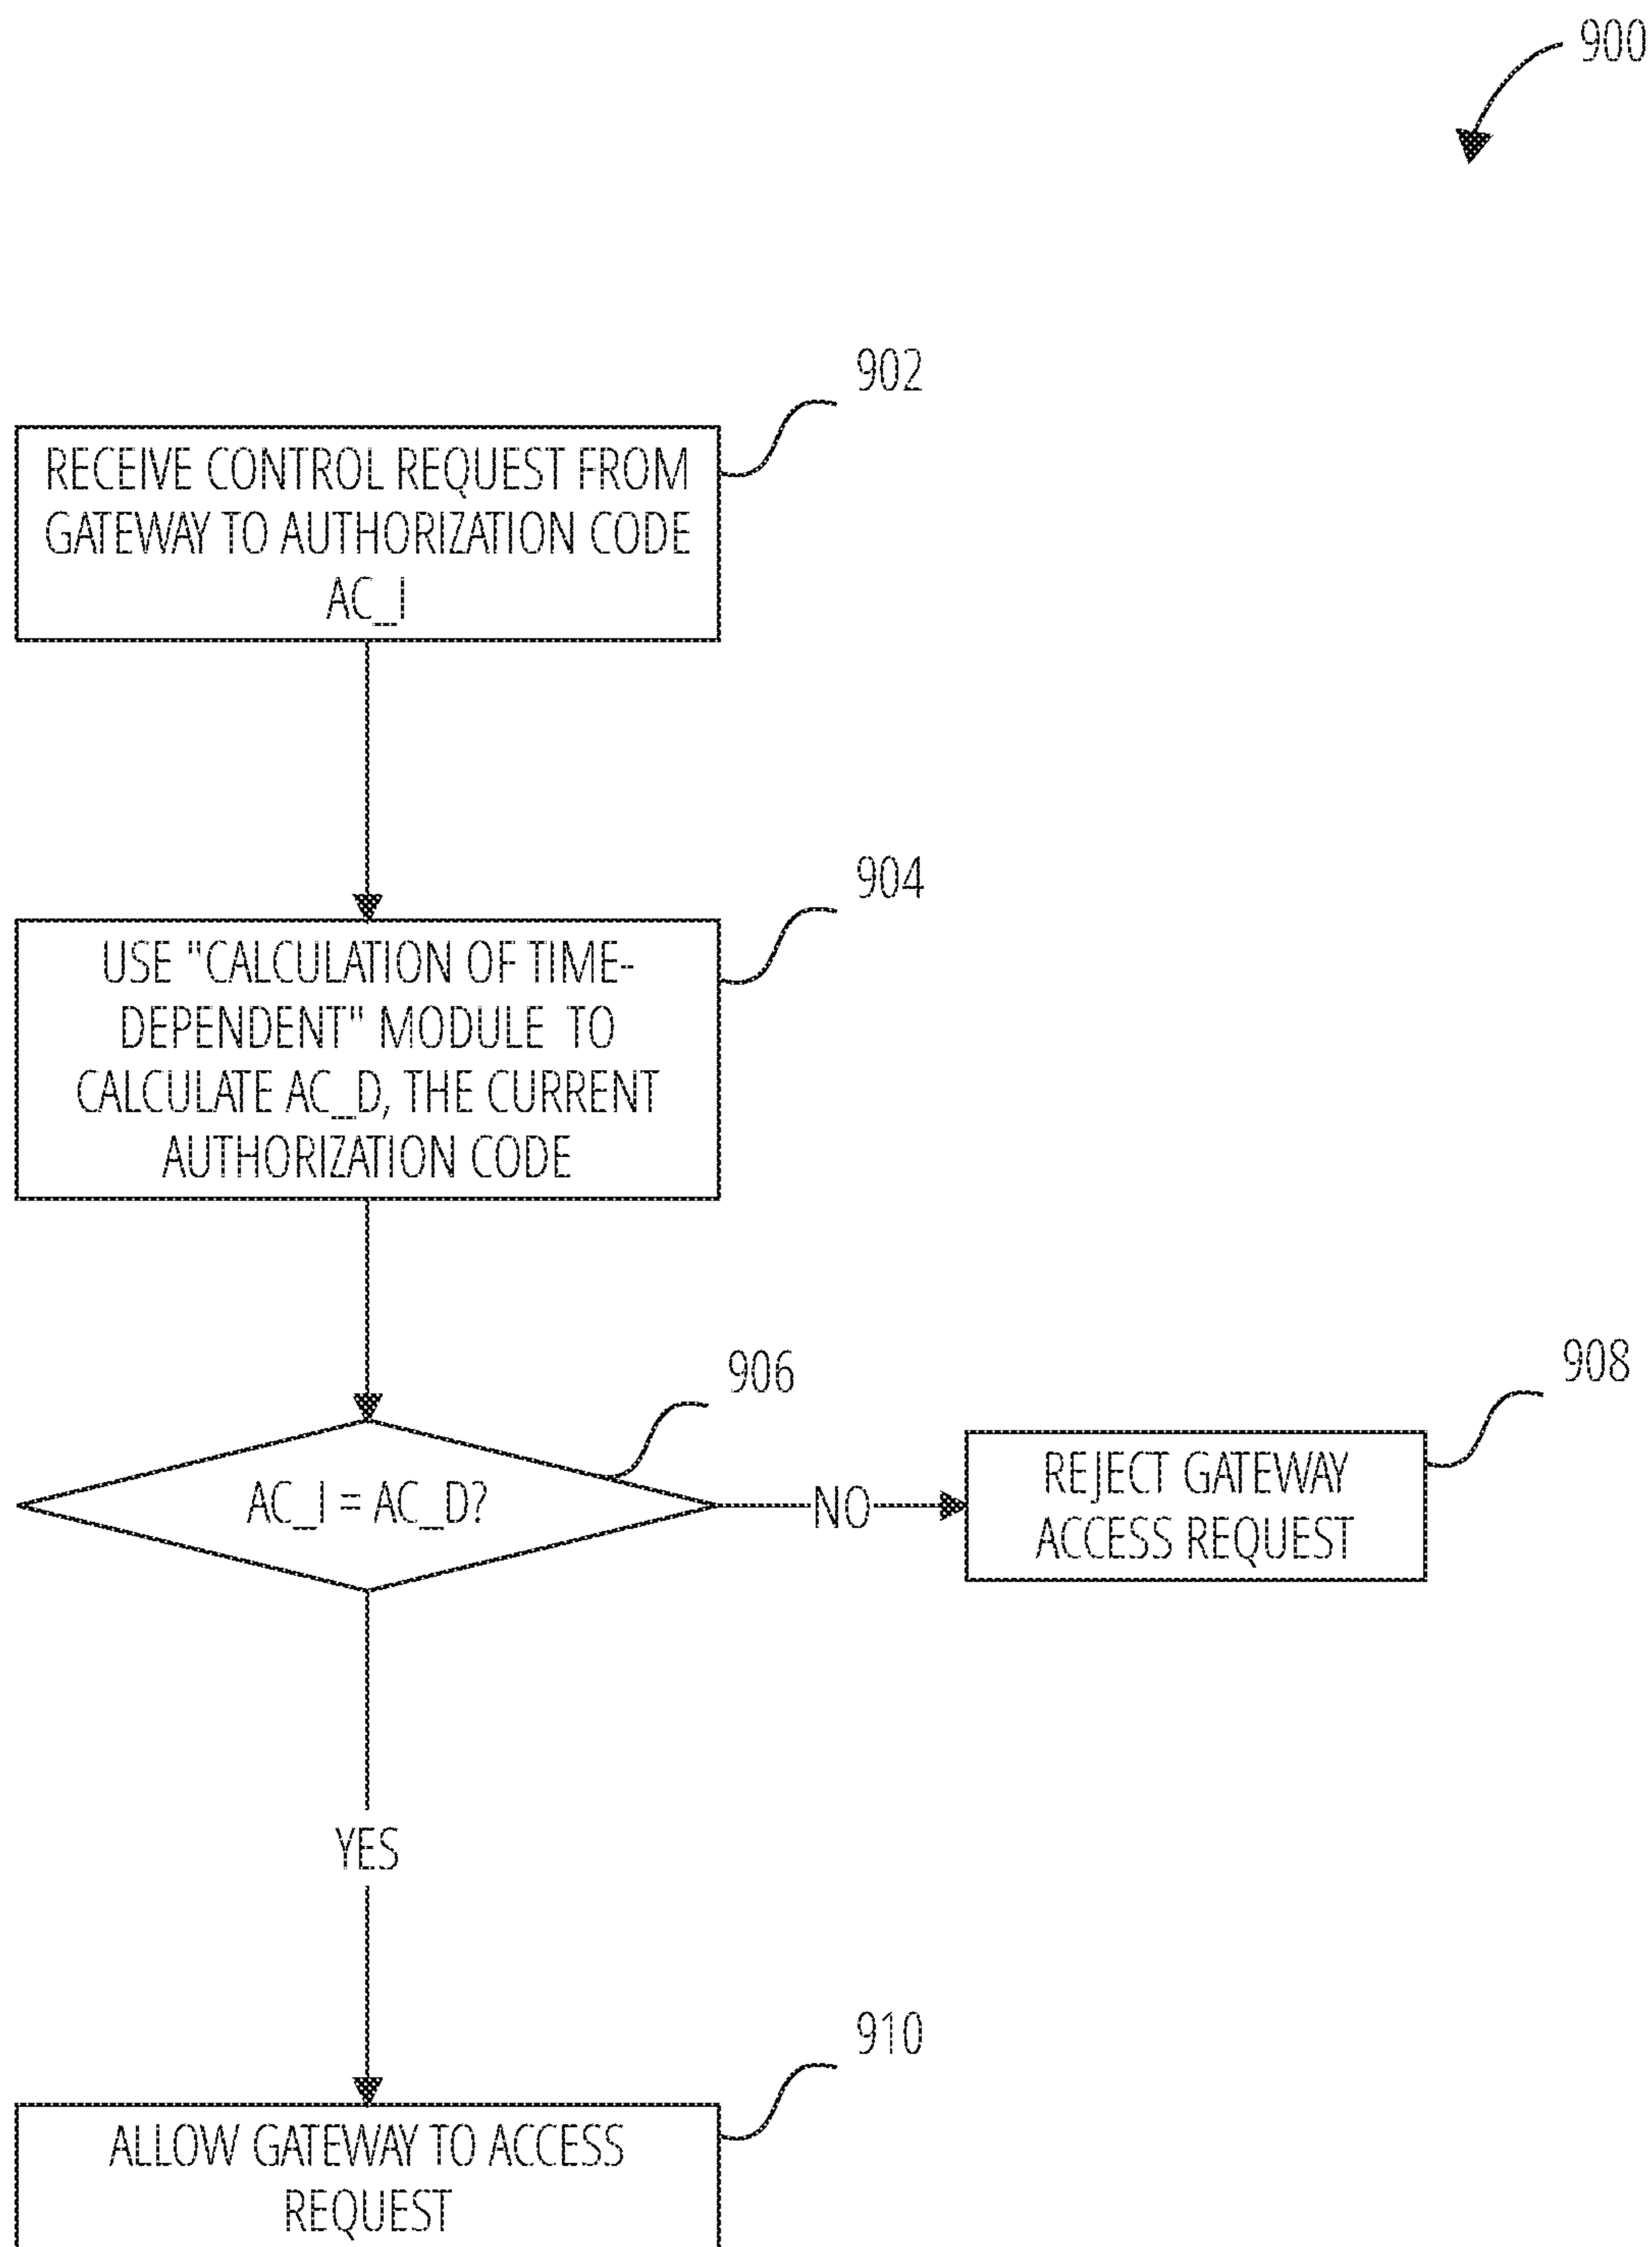 900
902
RECEIVE CONTROL REQUEST FROM
GATEWAY TO AUTHORIZATION CODE
AC_I
904
USE "CALCULATION OF TIME-
DEPENDENT" MODULE TO
CALCULATE AC_D, THE CURRENT
AUTHORIZATION CODE
906
AC_I = AC_D?
NO
908
REJECT GATEWAY
ACCESS REQUEST
YES
910
ALLOW GATEWAY TO ACCESS
REQUEST